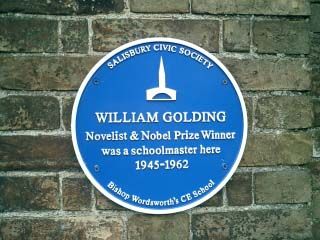 SALISBURY CIVIC SOCIETY
WILLIAM GOLDING
Novelist & Nobel Prize Winner
was a schoolmaster here
1945-1962
Bishop Wordsworth's CE School